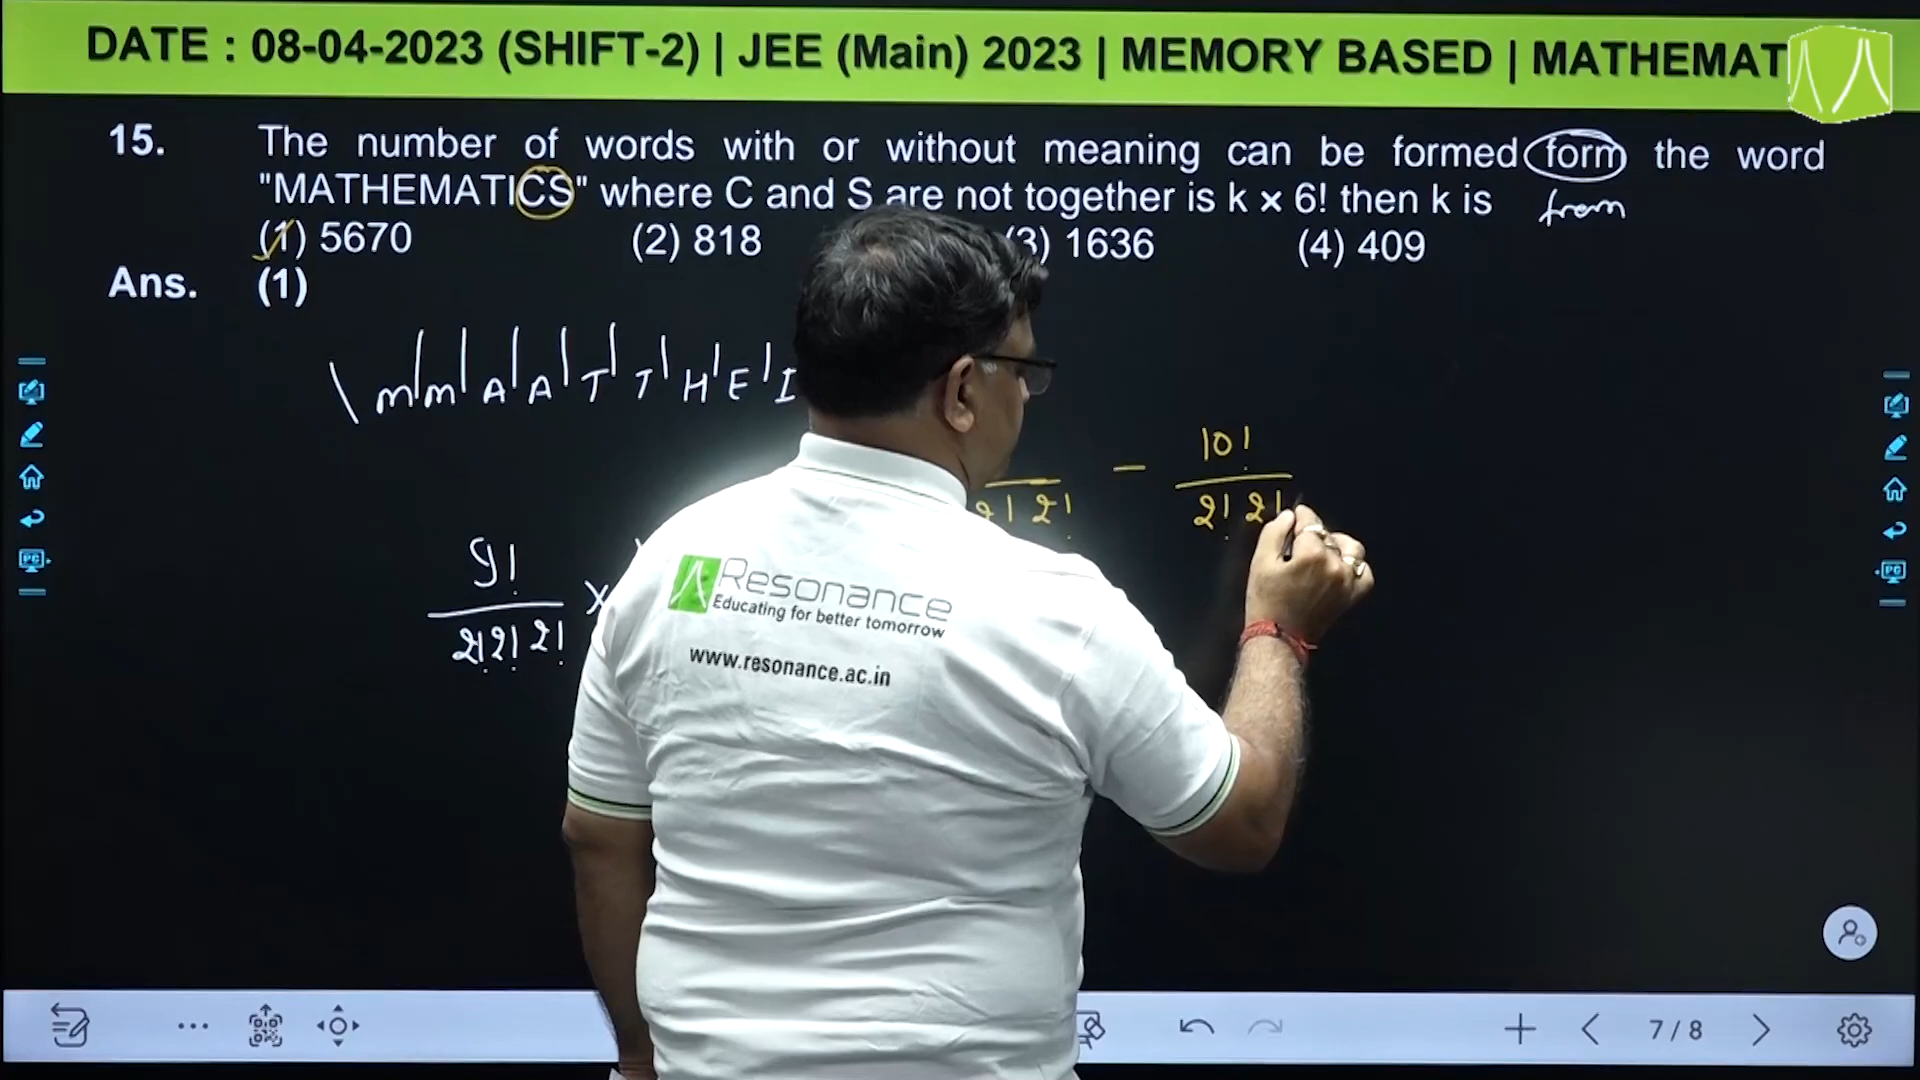 DATE : 08-04-2023 (SHIFT-2) | JEE (Main) 2023 | MEMORY BASED | MATHEMAT
15. The number of words with or without meaning can be formed form the word
"MATHEMATICS" where C and S are not together is k × 6! then k is from
(1) 5670 (2) 818 (3) 1636 (4) 409
Ans. (1)
M M A A T T H E I
10!
− 2! 2!
2! 2!
9!
2! 2! 2! ×
Resonance
Educating for better tomorrow
www.resonance.ac.in
PC PC
7 / 8